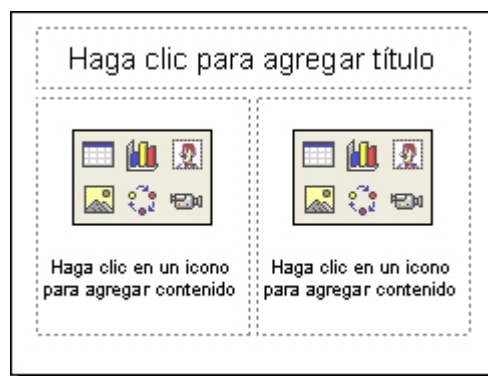 Haga clic para agregar título
Haga clic en un icono
para agregar contenido
Haga clic en un icono
para agregar contenido